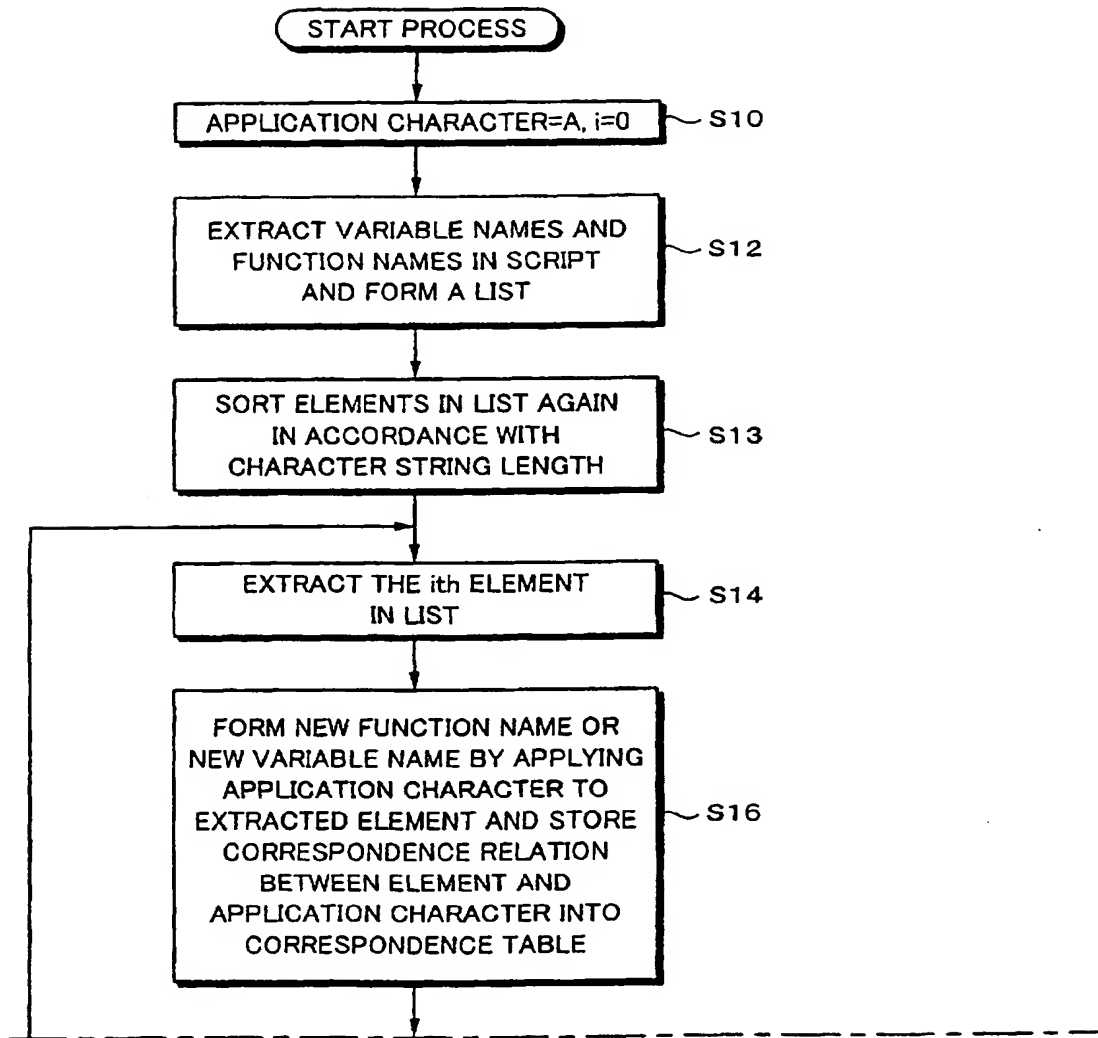 START PROCESS
APPLICATION CHARACTER=A, i=0
S10
EXTRACT VARIABLE NAMES AND
FUNCTION NAMES IN SCRIPT
AND FORM A LIST
S12
SORT ELEMENTS IN LIST AGAIN
IN ACCORDANCE WITH
CHARACTER STRING LENGTH
S13
EXTRACT THE ith ELEMENT
IN LIST
S14
FORM NEW FUNCTION NAME OR
NEW VARIABLE NAME BY APPLYING
APPLICATION CHARACTER TO
EXTRACTED ELEMENT AND STORE
CORRESPONDENCE RELATION
BETWEEN ELEMENT AND
APPLICATION CHARACTER INTO
CORRESPONDENCE TABLE
S16